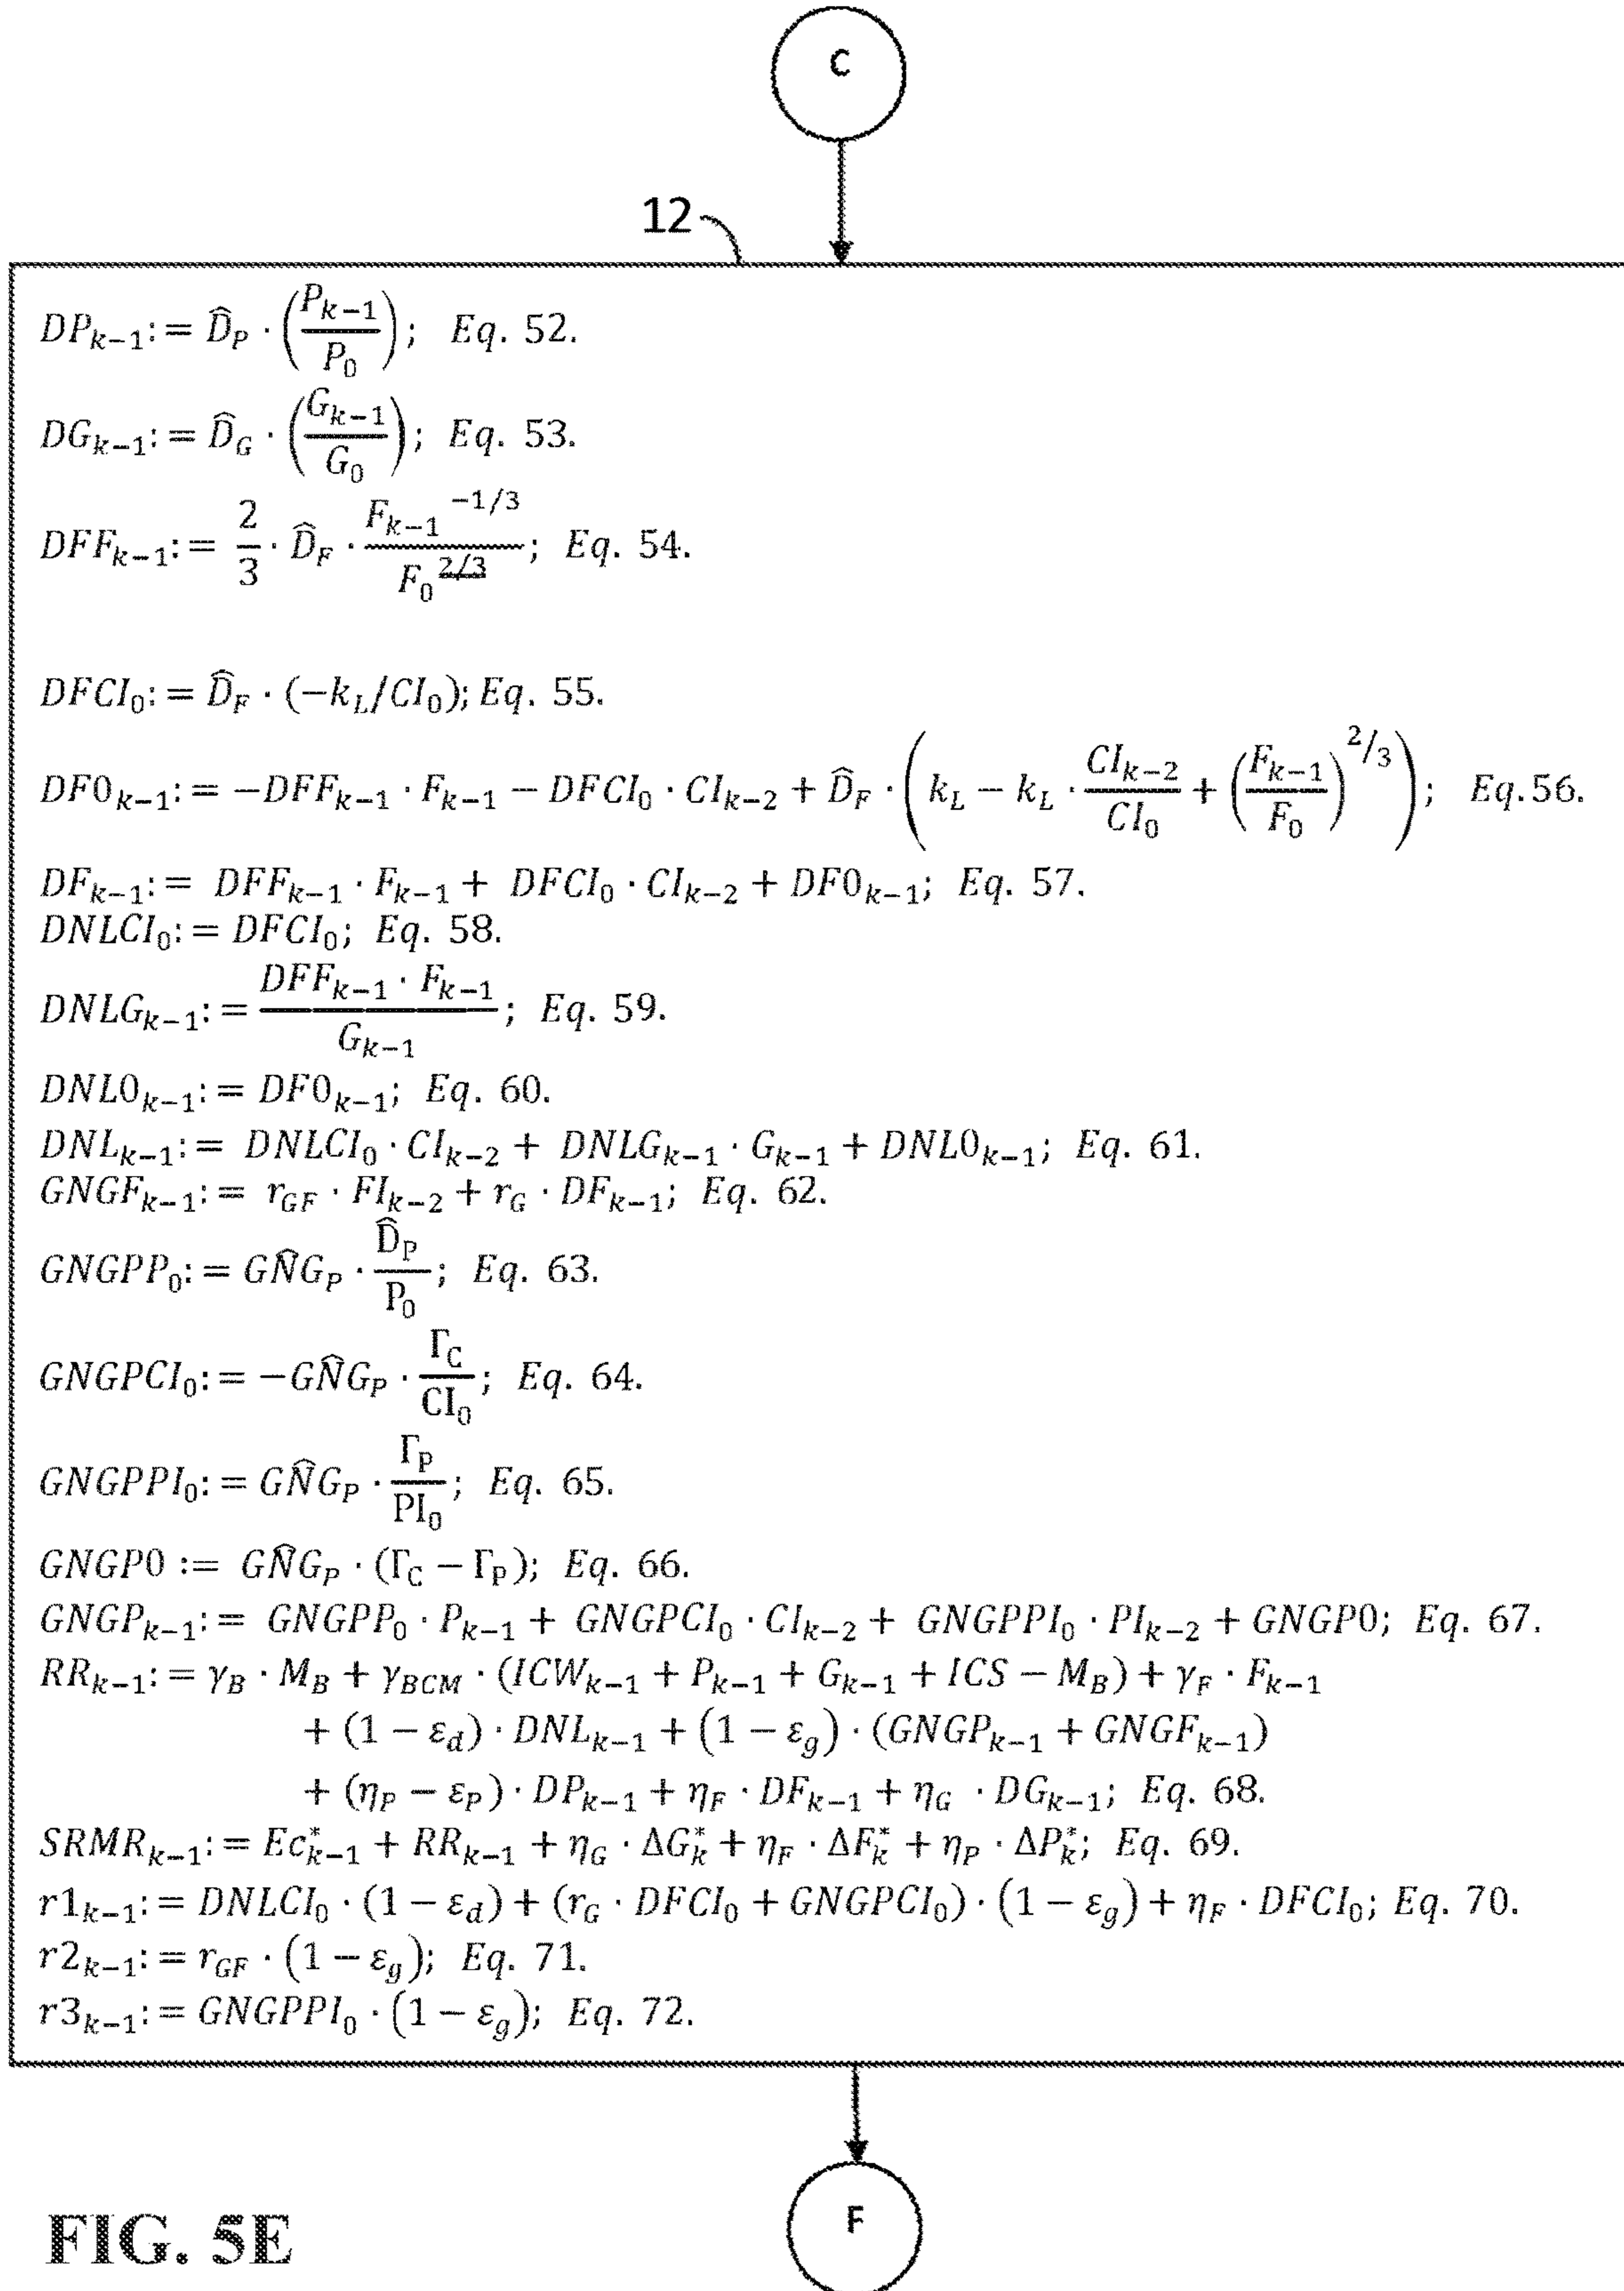 C
12
DP_{k−1}:= D̂_P · (P_{k−1}/P_0); Eq. 52.
DG_{k−1}:= D̂_G · (G_{k−1}/G_0); Eq. 53.
DFF_{k−1}:= 2/3 · D̂_F · F_{k−1}^{−1/3}/F_0^{2/3}; Eq. 54.
DFCI_0:= D̂_F · (−k_L/CI_0); Eq. 55.
DF0_{k−1}:= −DFF_{k−1} · F_{k−1} − DFCI_0 · CI_{k−2} + D̂_F · (k_L − k_L · CI_{k−2}/CI_0 + (F_{k−1}/F_0)^{2/3}); Eq.56.
DF_{k−1}:= DFF_{k−1} · F_{k−1} + DFCI_0 · CI_{k−2} + DF0_{k−1}; Eq. 57.
DNLCI_0:= DFCI_0; Eq. 58.
DNLG_{k−1}:= DFF_{k−1} · F_{k−1}/G_{k−1}; Eq. 59.
DNL0_{k−1}:= DF0_{k−1}; Eq. 60.
DNL_{k−1}:= DNLCI_0 · CI_{k−2} + DNLG_{k−1} · G_{k−1} + DNL0_{k−1}; Eq. 61.
GNGF_{k−1}:= r_{GF} · FI_{k−2} + r_G · DF_{k−1}; Eq. 62.
GNGPP_0:= GN̂G_P · D̂_P/P_0; Eq. 63.
GNGPCI_0:= −GN̂G_P · Γ_C/CI_0; Eq. 64.
GNGPPI_0:= GN̂G_P · Γ_P/PI_0; Eq. 65.
GNGP0 := GN̂G_P · (Γ_C − Γ_P); Eq. 66.
GNGP_{k−1}:= GNGPP_0 · P_{k−1} + GNGPCI_0 · CI_{k−2} + GNGPPI_0 · PI_{k−2} + GNGP0; Eq. 67.
RR_{k−1}:= γ_B · M_B + γ_{BCM} · (ICW_{k−1} + P_{k−1} + G_{k−1} + ICS − M_B) + γ_F · F_{k−1}
+ (1 − ε_d) · DNL_{k−1} + (1 − ε_g) · (GNGP_{k−1} + GNGF_{k−1})
+ (η_P − ε_P) · DP_{k−1} + η_F · DF_{k−1} + η_G · DG_{k−1}; Eq. 68.
SRMR_{k−1}:= Ec*_{k−1} + RR_{k−1} + η_G · ΔG*_k + η_F · ΔF*_k + η_P · ΔP*_k; Eq. 69.
r1_{k−1}:= DNLCI_0 · (1 − ε_d) + (r_G · DFCI_0 + GNGPCI_0) · (1 − ε_g) + η_F · DFCI_0; Eq. 70.
r2_{k−1}:= r_{GF} · (1 − ε_g); Eq. 71.
r3_{k−1}:= GNGPPI_0 · (1 − ε_g); Eq. 72.
F
FIG. 5E